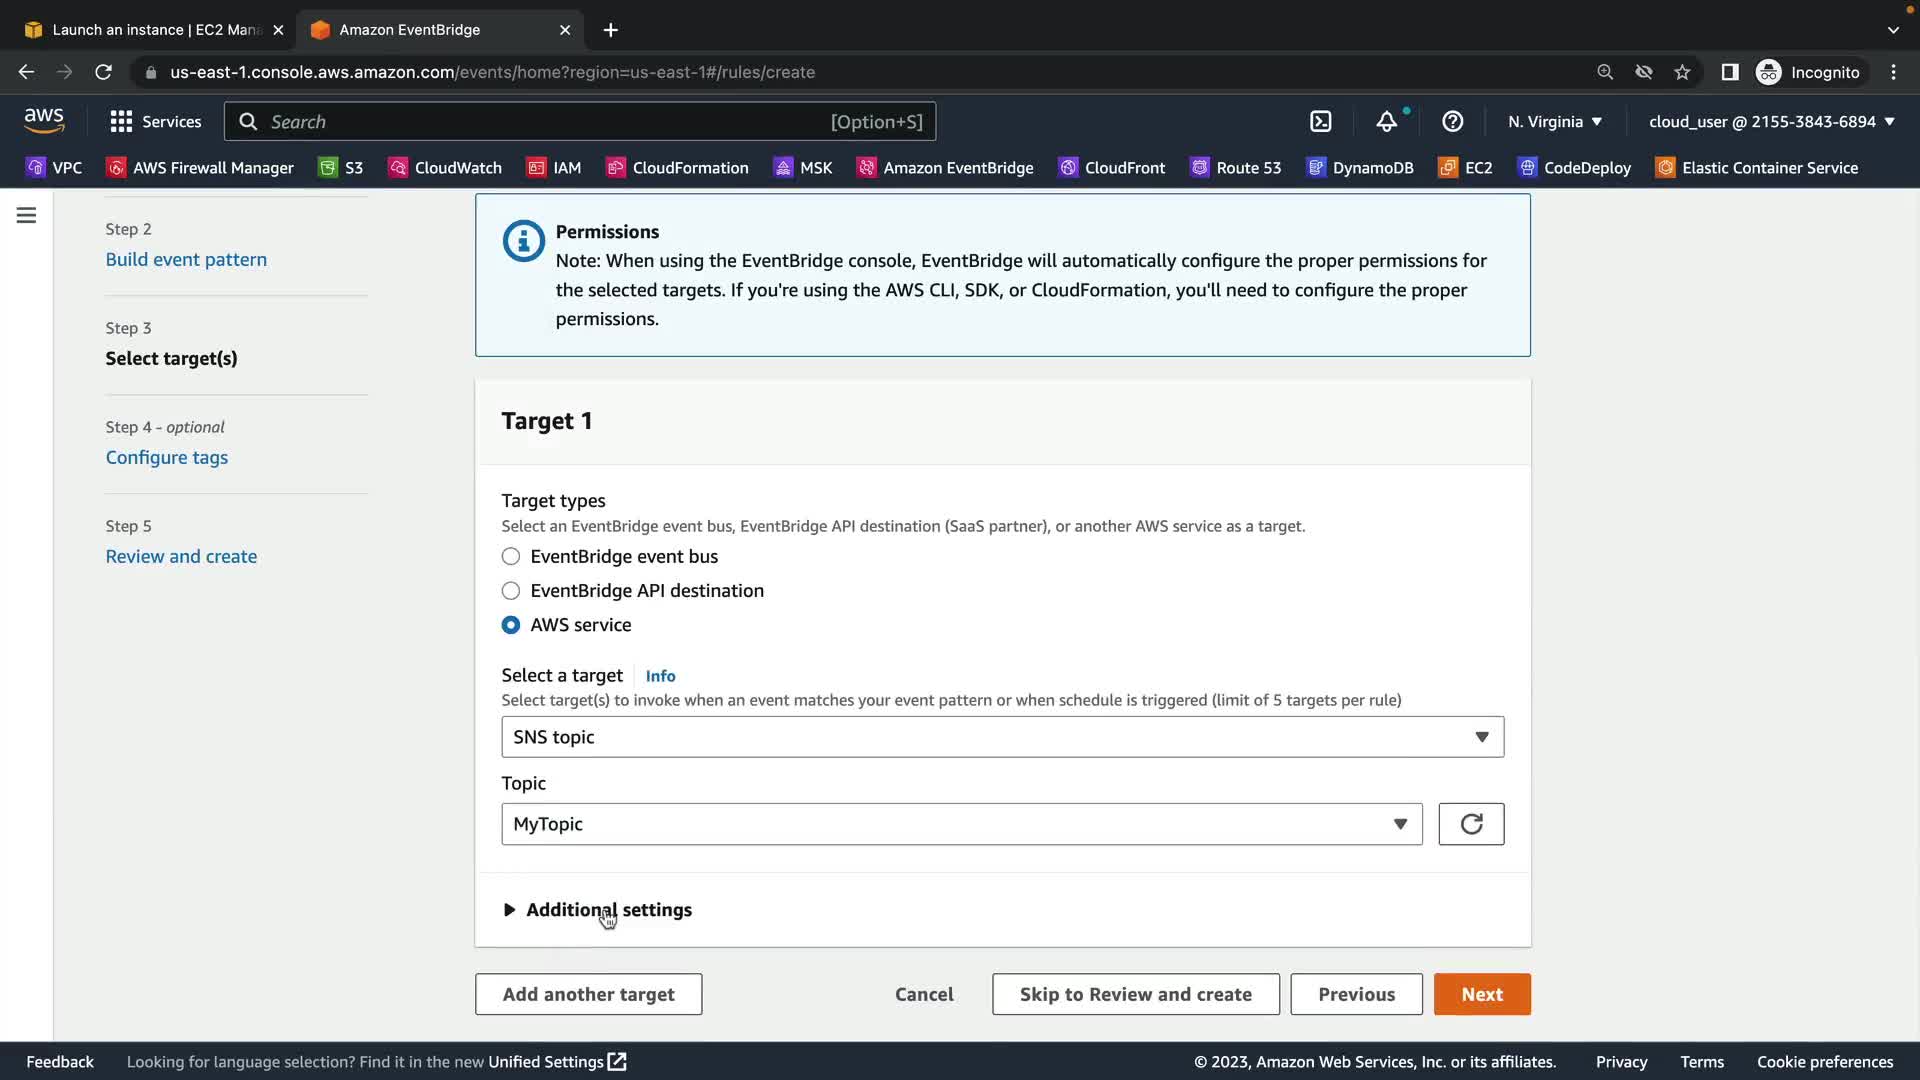 Launch an instance | EC2 Mana
Amazon EventBridge
us-east-1.console.aws.amazon.com/events/home?region=us-east-1#/rules/create
Incognito
aws
Services
Search
[Option+S]
N. Virginia
cloud_user @ 2155-3843-6894
VPC
AWS Firewall Manager
S3
CloudWatch
IAM
CloudFormation
MSK
Amazon EventBridge
CloudFront
Route 53
DynamoDB
EC2
CodeDeploy
Elastic Container Service
Step 2
Build event pattern
Step 3
Select target(s)
Step 4 - optional
Configure tags
Step 5
Review and create
Permissions
Note: When using the EventBridge console, EventBridge will automatically configure the proper permissions for
the selected targets. If you're using the AWS CLI, SDK, or CloudFormation, you'll need to configure the proper
permissions.
Target 1
Target types
Select an EventBridge event bus, EventBridge API destination (SaaS partner), or another AWS service as a target.
EventBridge event bus
EventBridge API destination
AWS service
Select a target
Info
Select target(s) to invoke when an event matches your event pattern or when schedule is triggered (limit of 5 targets per rule)
SNS topic
Topic
MyTopic
Additional settings
Add another target
Cancel
Skip to Review and create
Previous
Next
Feedback
Looking for language selection? Find it in the new Unified Settings
© 2023, Amazon Web Services, Inc. or its affiliates.
Privacy
Terms
Cookie preferences